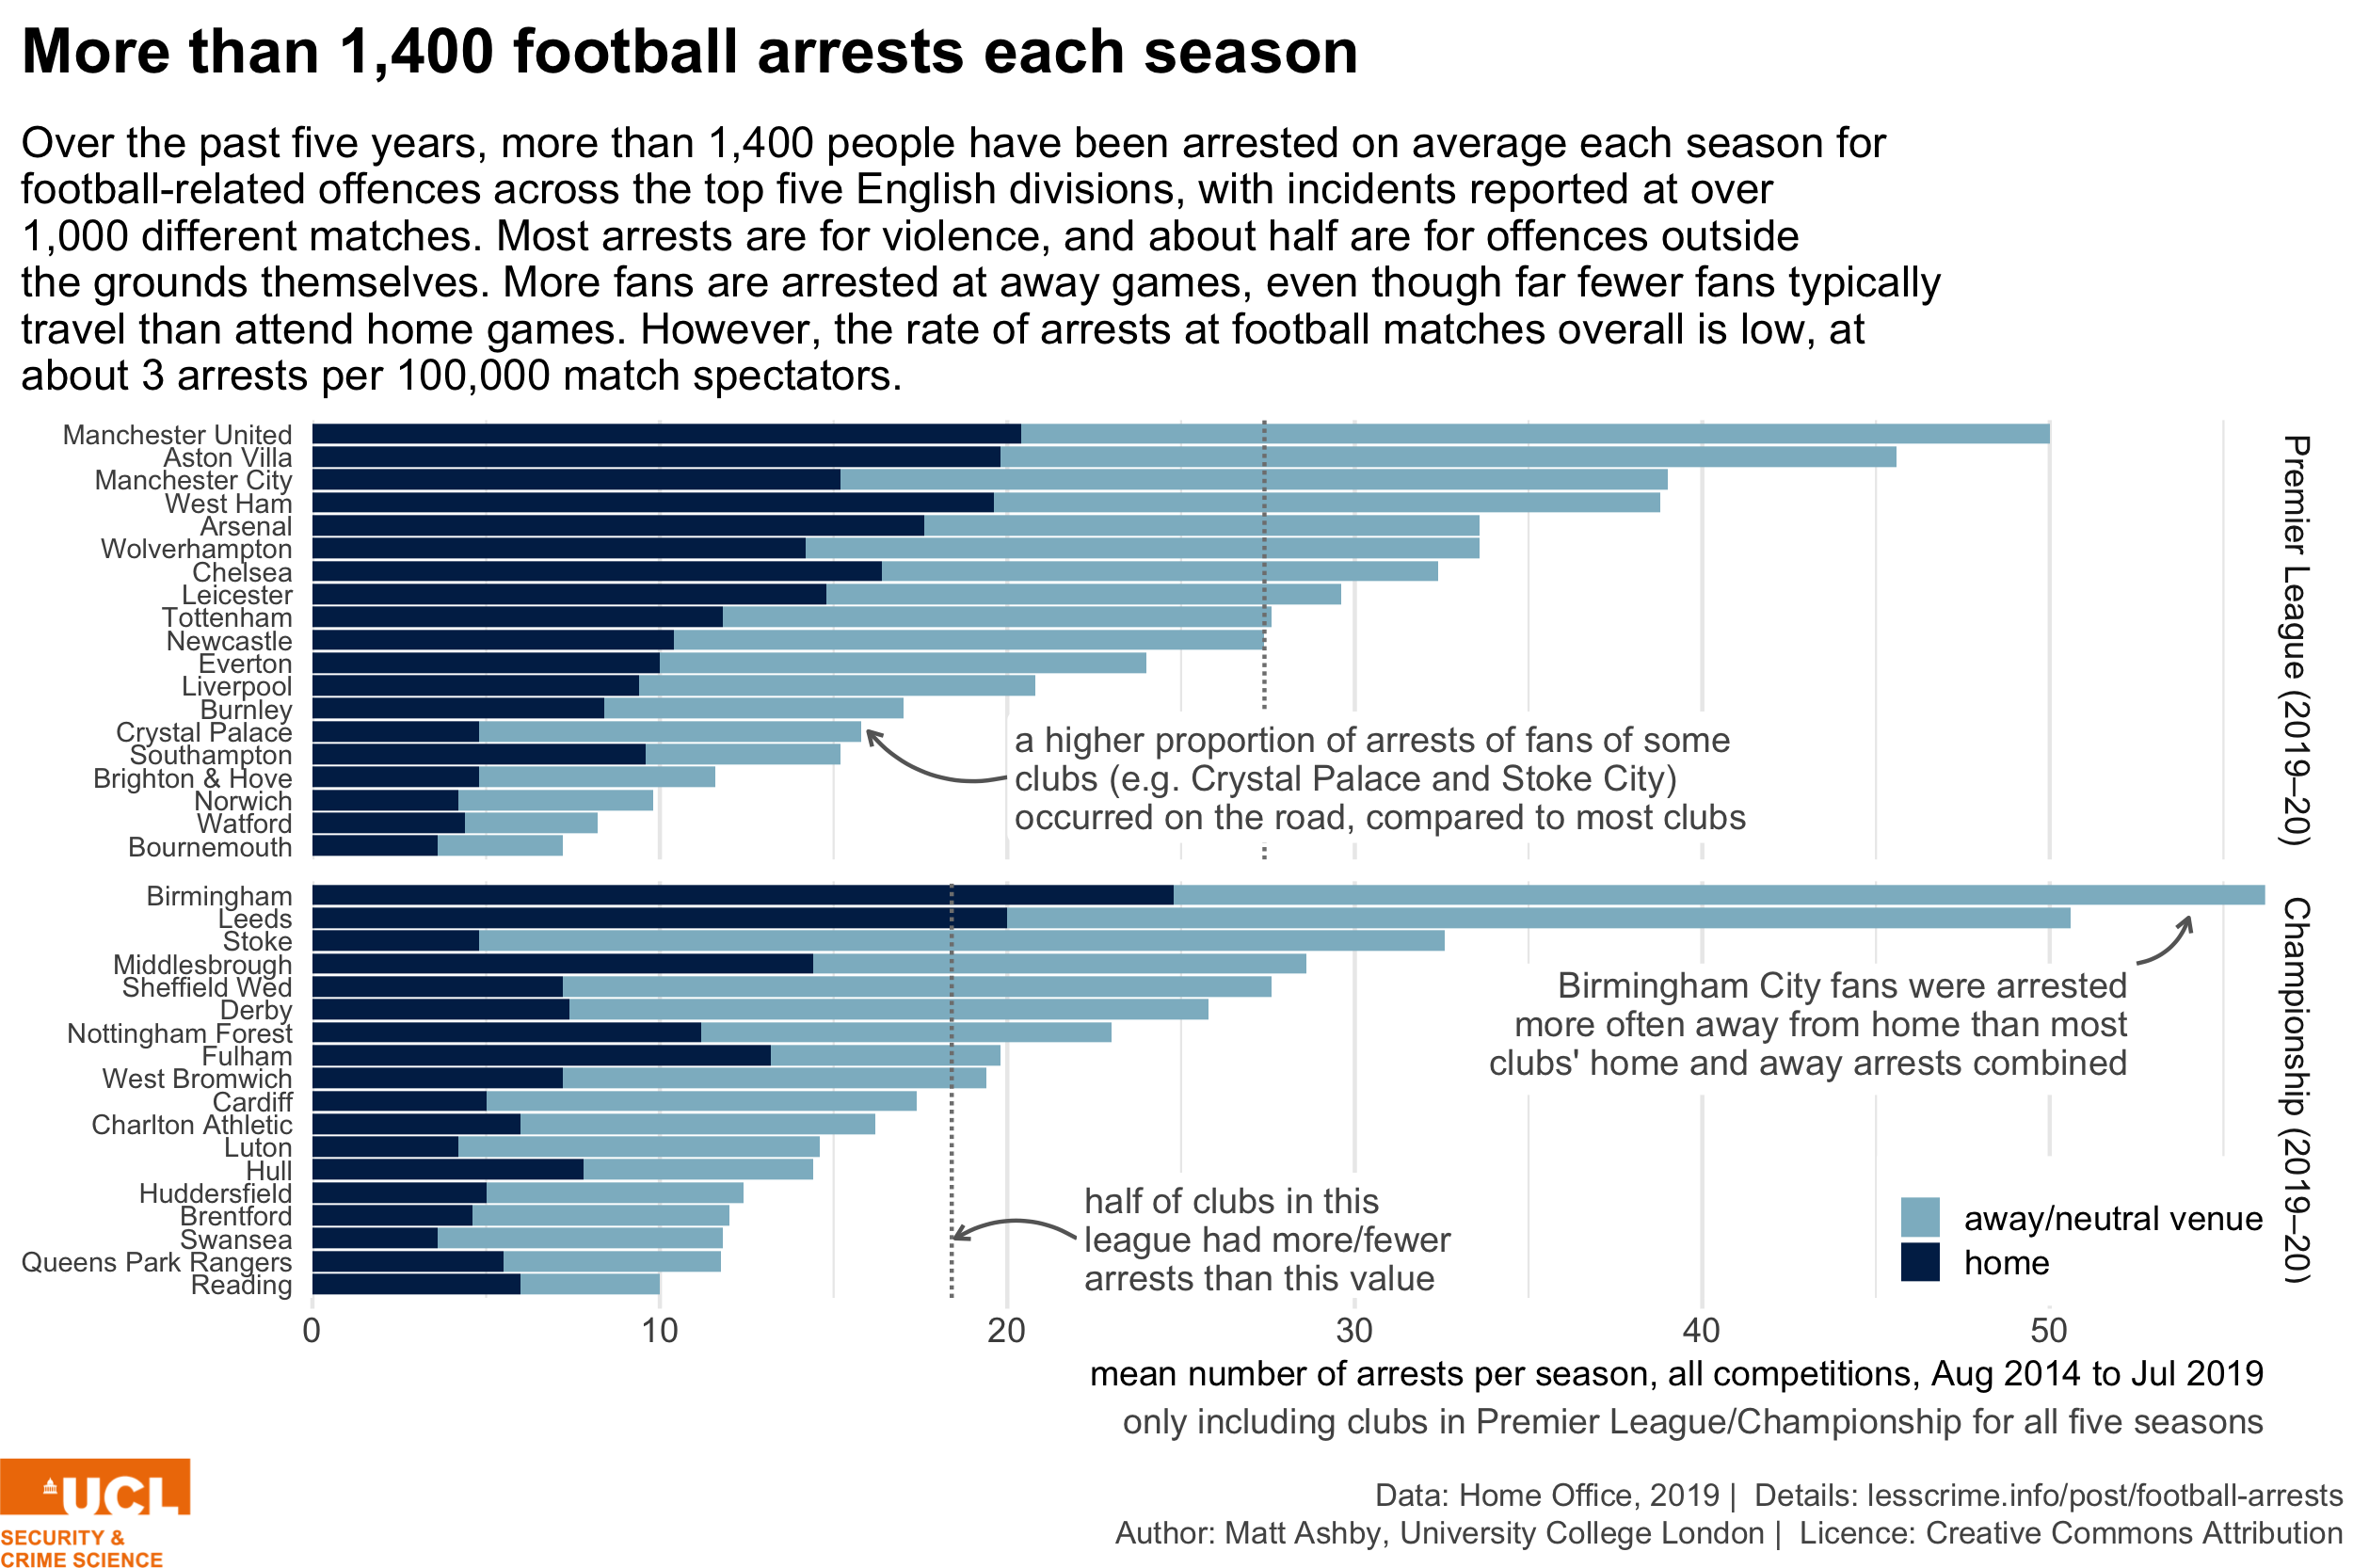 More than 1,400 football arrests each season
Over the past five years, more than 1,400 people have been arrested on average each season for
football-related offences across the top five English divisions, with incidents reported at over
1,000 different matches. Most arrests are for violence, and about half are for offences outside
the grounds themselves. More fans are arrested at away games, even though far fewer fans typically
travel than attend home games. However, the rate of arrests at football matches overall is low, at
about 3 arrests per 100,000 match spectators.
Manchester United
Aston Villa
Manchester City
West Ham
Arsenal
Wolverhampton
Chelsea
Leicester
Tottenham
Newcastle
Everton
Liverpool
Burnley
Crystal Palace
Southampton
Brighton & Hove
Norwich
Watford
Bournemouth
a higher proportion of arrests of fans of some
clubs (e.g. Crystal Palace and Stoke City)
occurred on the road, compared to most clubs
Premier League (2019–20)
Birmingham
Leeds
Stoke
Middlesbrough
Sheffield Wed
Derby
Nottingham Forest
Fulham
West Bromwich
Cardiff
Charlton Athletic
Luton
Hull
Huddersfield
Brentford
Swansea
Queens Park Rangers
Reading
Birmingham City fans were arrested
more often away from home than most
clubs' home and away arrests combined
half of clubs in this
league had more/fewer
arrests than this value
away/neutral venue
home
Championship (2019–20)
0 10 20 30 40 50
mean number of arrests per season, all competitions, Aug 2014 to Jul 2019
only including clubs in Premier League/Championship for all five seasons
UCL
SECURITY &
CRIME SCIENCE
Data: Home Office, 2019 | Details: lesscrime.info/post/football-arrests
Author: Matt Ashby, University College London | Licence: Creative Commons Attribution